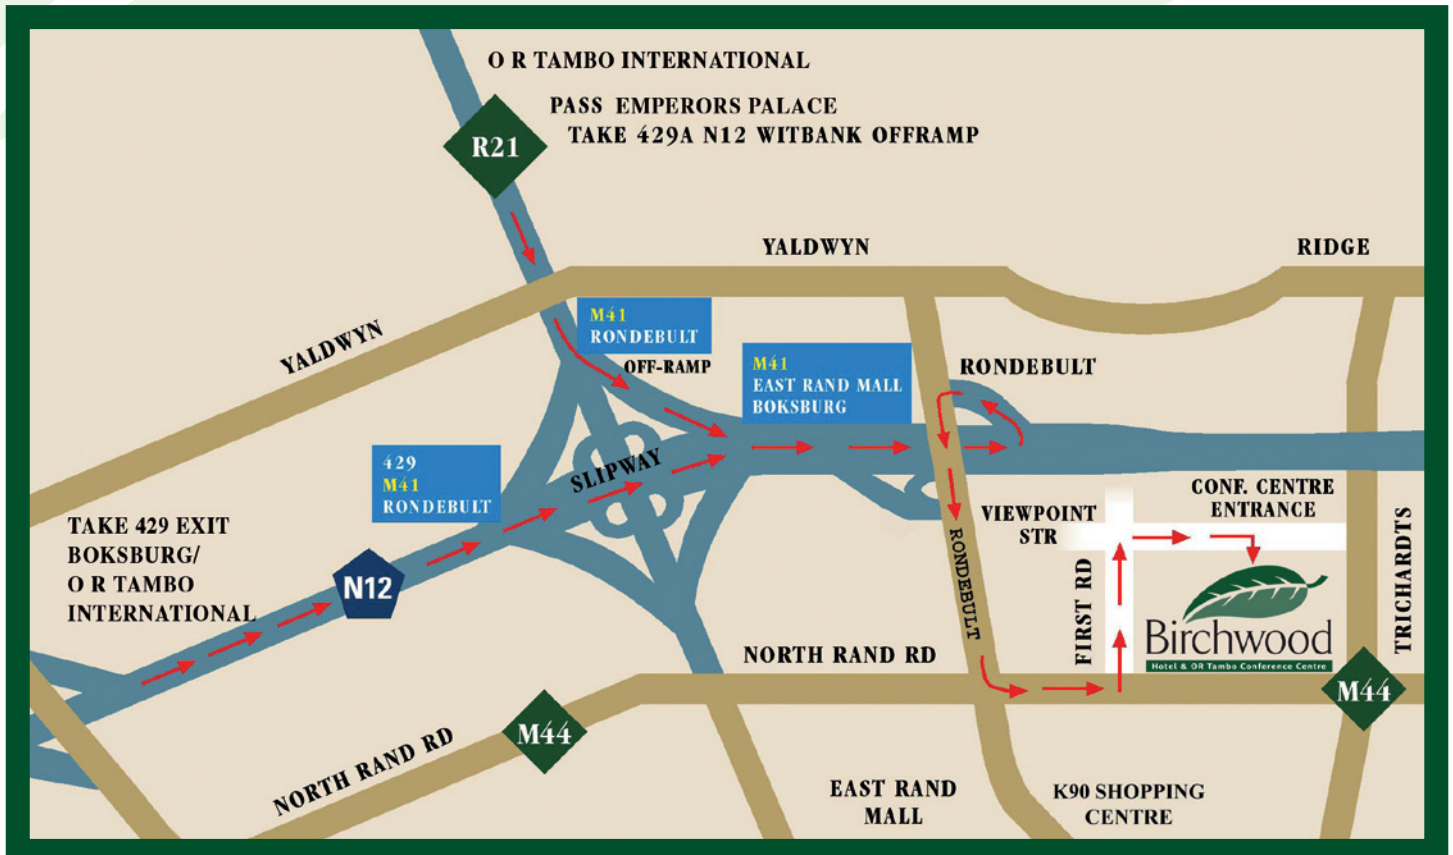 O R TAMBO INTERNATIONAL
PASS EMPERORS PALACE
TAKE 429A N12 WITBANK OFFRAMP
R21
YALDWYN
RIDGE
YALDWYN
M41
RONDEBULT
OFF-RAMP
M41
EAST RAND MALL
BOKSBURG
RONDEBULT
429
M41
RONDEBULT
SLIPWAY
TAKE 429 EXIT
BOKSBURG/
O R TAMBO
INTERNATIONAL
N12
VIEWPOINT
STR
CONF. CENTRE
ENTRANCE
RONDEBULT
FIRST RD
TRICHARDTS
Birchwood
Hotel & OR Tambo Conference Centre
NORTH RAND RD
M44
M44
NORTH RAND RD
EAST RAND
MALL
K90 SHOPPING
CENTRE